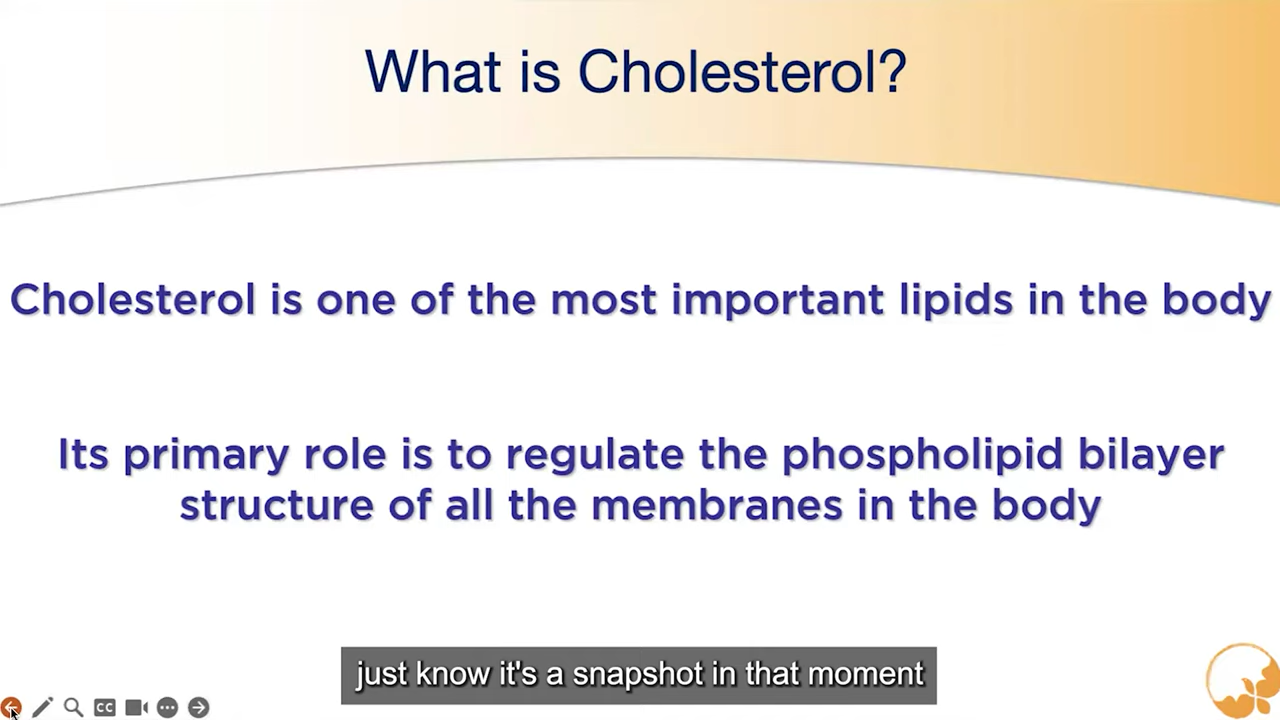 What is Cholesterol?
Cholesterol is one of the most important lipids in the body
Its primary role is to regulate the phospholipid bilayer
structure of all the membranes in the body
just know it's a snapshot in that moment
CC